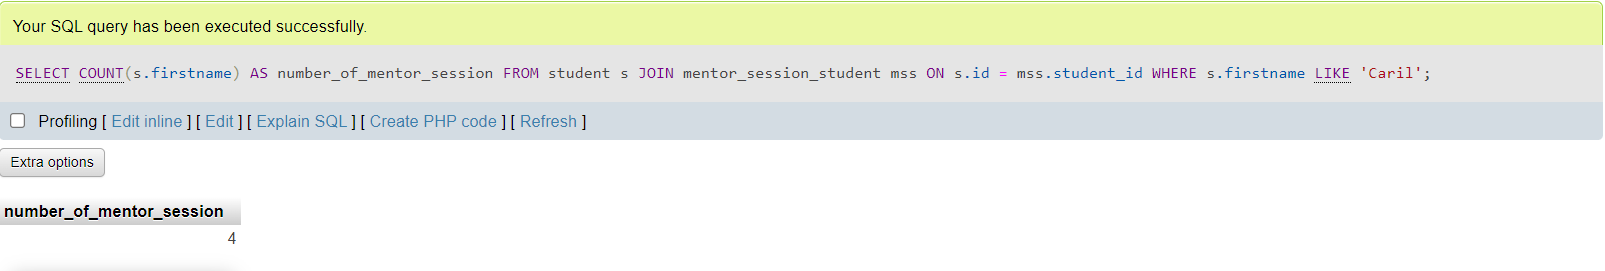 Your SQL query has been executed successfully.
SELECT COUNT(s.firstname) AS number_of_mentor_session FROM student s JOIN mentor_session_student mss ON s.id = mss.student_id WHERE s.firstname LIKE 'Caril';
Profiling [ Edit inline ] [ Edit ] [ Explain SQL ] [ Create PHP code ] [ Refresh ]
Extra options
number_of_mentor_session
4